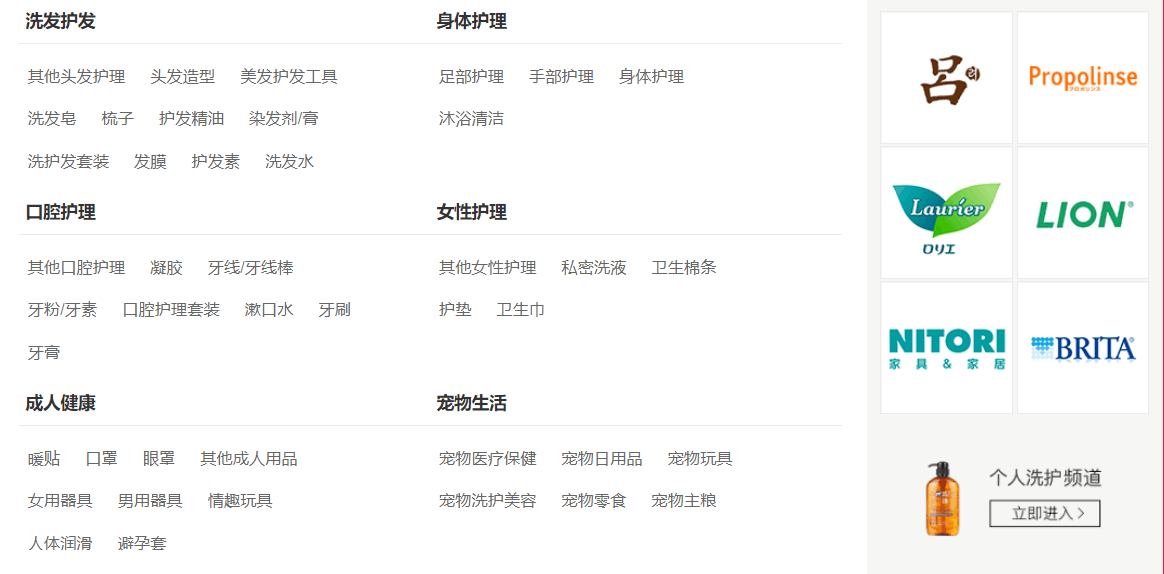 洗发护发
其他头发护理 头发造型 美发护发工具
洗发皂 梳子 护发精油 染发剂/膏
洗护发套装 发膜 护发素 洗发水
身体护理
足部护理 手部护理 身体护理
沐浴清洁
口腔护理
其他口腔护理 凝胶 牙线/牙线棒
牙粉/牙素 口腔护理套装 漱口水 牙刷
牙膏
女性护理
其他女性护理 私密洗液 卫生棉条
护垫 卫生巾
成人健康
暖贴 口罩 眼罩 其他成人用品
女用器具 男用器具 情趣玩具
人体润滑 避孕套
宠物生活
宠物医疗保健 宠物日用品 宠物玩具
宠物洗护美容 宠物零食 宠物主粮
呂
Propolinse
プロポリンス
Laurier
ロリエ
LION®
NITORI
家具&家居
BRITA®
个人洗护频道
立即进入>